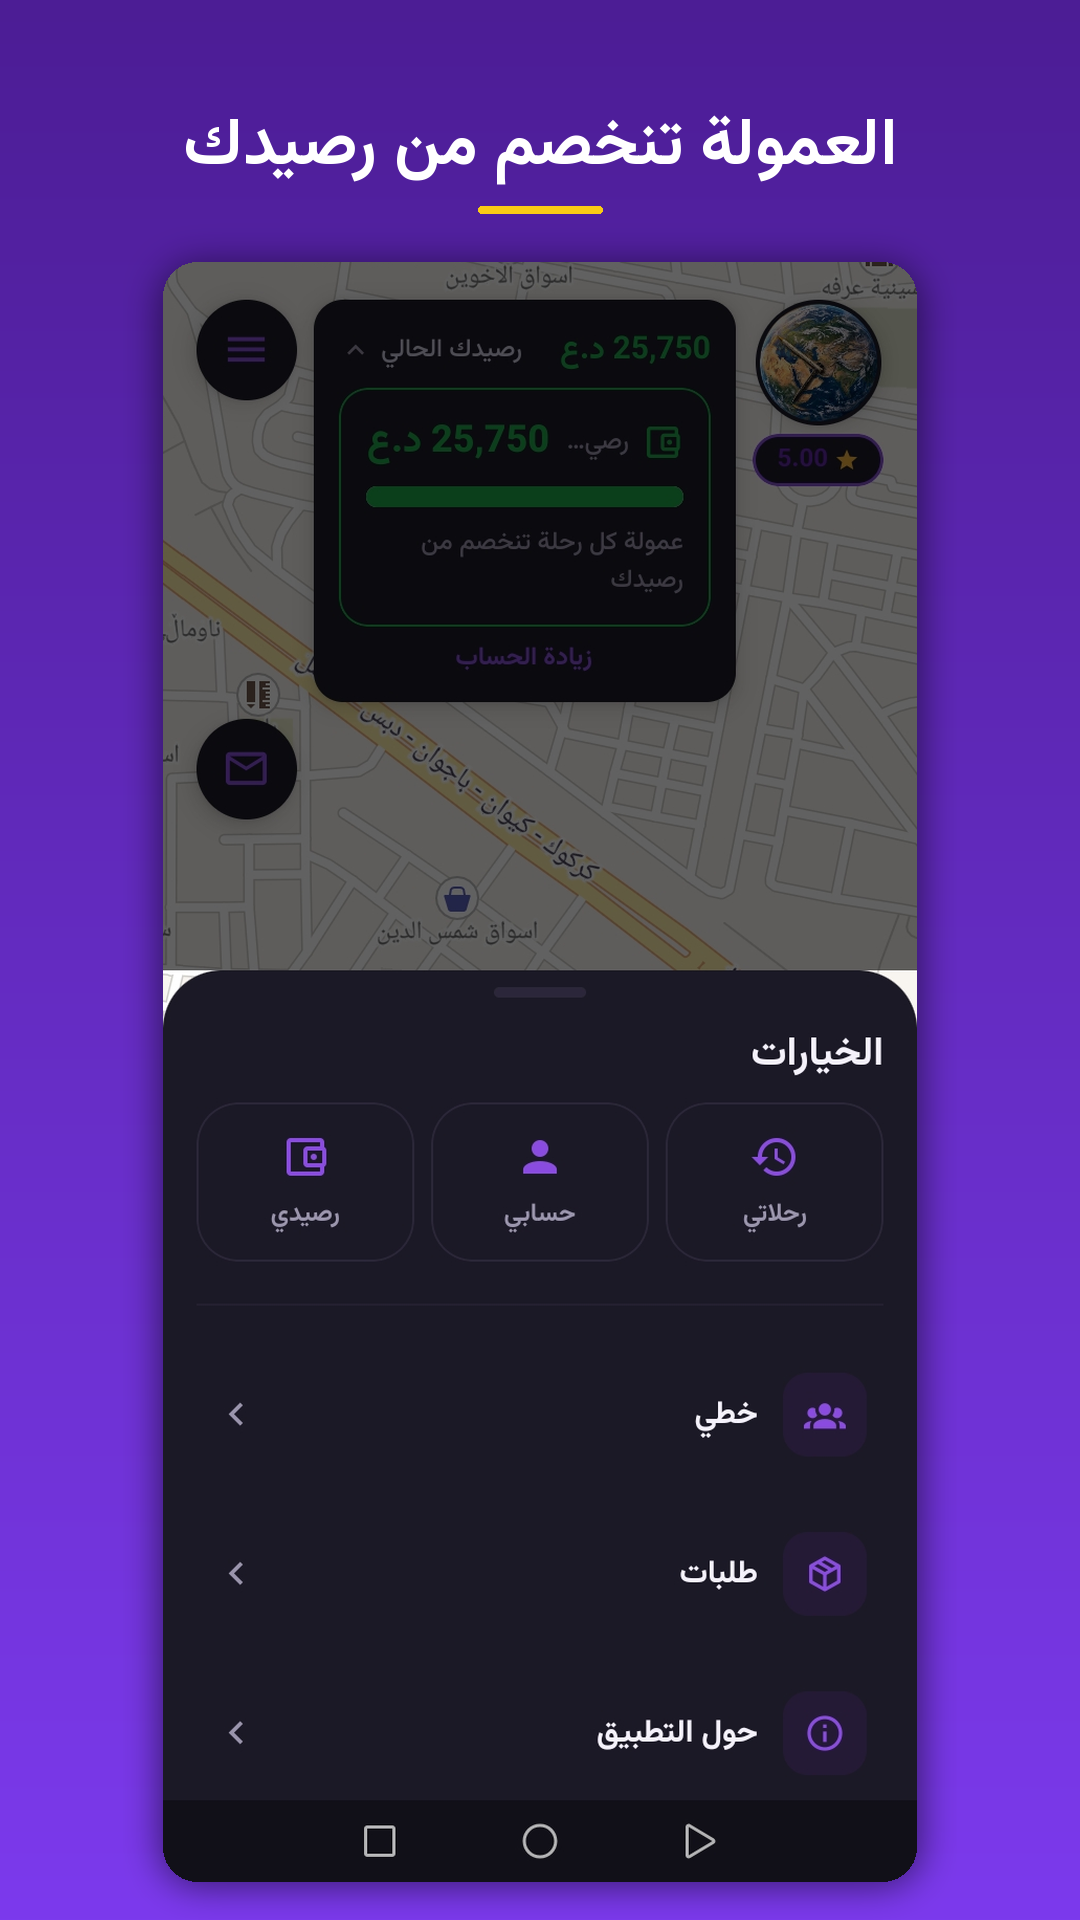 العمولة تنخصم من رصيدك
اسواق الاخوين
سينية عرفه
25,750 د.ع
رصيدك الحالي
رصي... 25,750 د.ع
عمولة كل رحلة تنخصم من
رصيدك
زيادة الحساب
5.00
كركوك - كيوان - باجوان - دبس
اسواق شمس الدين
الخيارات
رحلاتي
حسابي
رصيدي
خطي
طلبات
حول التطبيق